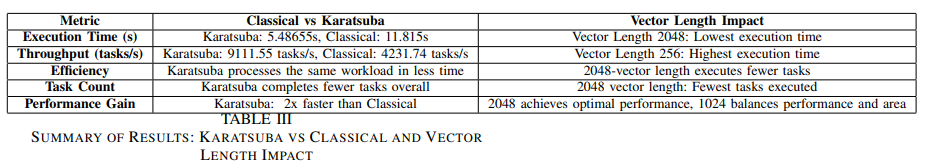 Metric Classical vs Karatsuba Vector Length Impact
Execution Time (s) Karatsuba: 5.48655s, Classical: 11.815s Vector Length 2048: Lowest execution time
Throughput (tasks/s) Karatsuba: 9111.55 tasks/s, Classical: 4231.74 tasks/s Vector Length 256: Highest execution time
Efficiency Karatsuba processes the same workload in less time 2048-vector length executes fewer tasks
Task Count Karatsuba completes fewer tasks overall 2048 vector length: Fewest tasks executed
Performance Gain Karatsuba: 2x faster than Classical 2048 achieves optimal performance, 1024 balances performance and area
TABLE III
SUMMARY OF RESULTS: KARATSUBA VS CLASSICAL AND VECTOR
LENGTH IMPACT